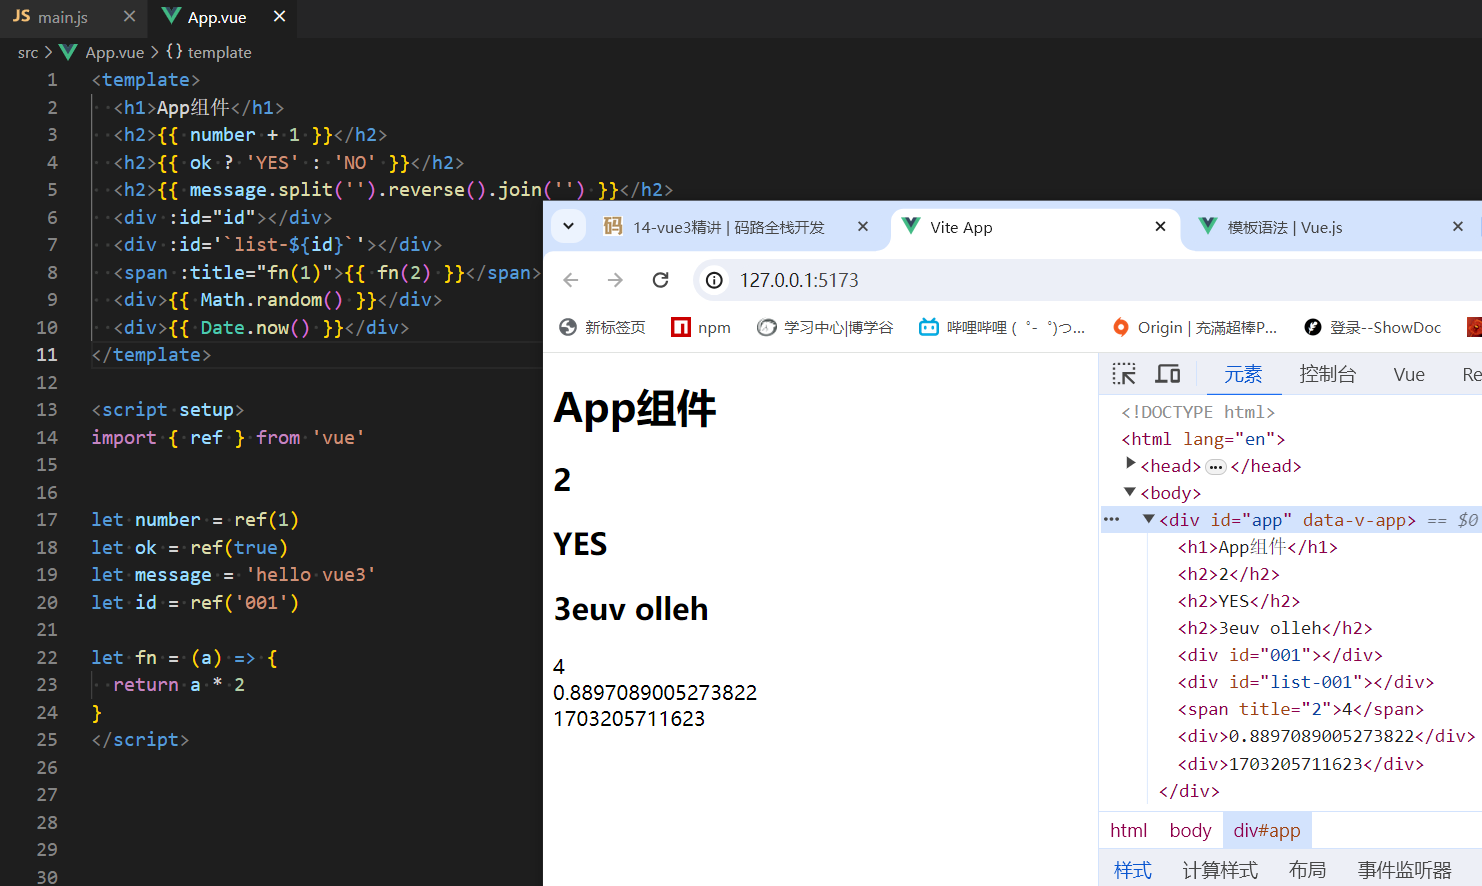 JS main.js × App.vue ×
src > App.vue > {} template
1 <template>
2 <h1>App组件</h1>
3 <h2>{{ number + 1 }}</h2>
4 <h2>{{ ok ? 'YES' : 'NO' }}</h2>
5 <h2>{{ message.split('').reverse().join('') }}</h2>
6 <div :id="id"></div>
7 <div :id='`list-${id}`'></div>
8 <span :title="fn(1)">{{ fn(2) }}</span>
9 <div>{{ Math.random() }}</div>
10 <div>{{ Date.now() }}</div>
11 </template>
12
13 <script setup>
14 import { ref } from 'vue'
15
16
17 let number = ref(1)
18 let ok = ref(true)
19 let message = 'hello vue3'
20 let id = ref('001')
21
22 let fn = (a) => {
23 return a * 2
24 }
25 </script>
26
27
28
29
30
码 14-vue3精讲 | 码路全栈开发 × Vite App × 模板语法 | Vue.js ×
127.0.0.1:5173
新标签页 npm 学习中心|博学谷 哔哩哔哩 ( ゜- ゜)つ... Origin | 充滿超棒P... 登录--ShowDoc
App组件
2
YES
3euv olleh
4
0.8897089005273822
1703205711623
元素 控制台 Vue Re
<!DOCTYPE html>
<html lang="en">
<head>…</head>
<body>
… <div id="app" data-v-app> == $0
<h1>App组件</h1>
<h2>2</h2>
<h2>YES</h2>
<h2>3euv olleh</h2>
<div id="001"></div>
<div id="list-001"></div>
<span title="2">4</span>
<div>0.8897089005273822</div>
<div>1703205711623</div>
</div>
html body div#app
样式 计算样式 布局 事件监听器